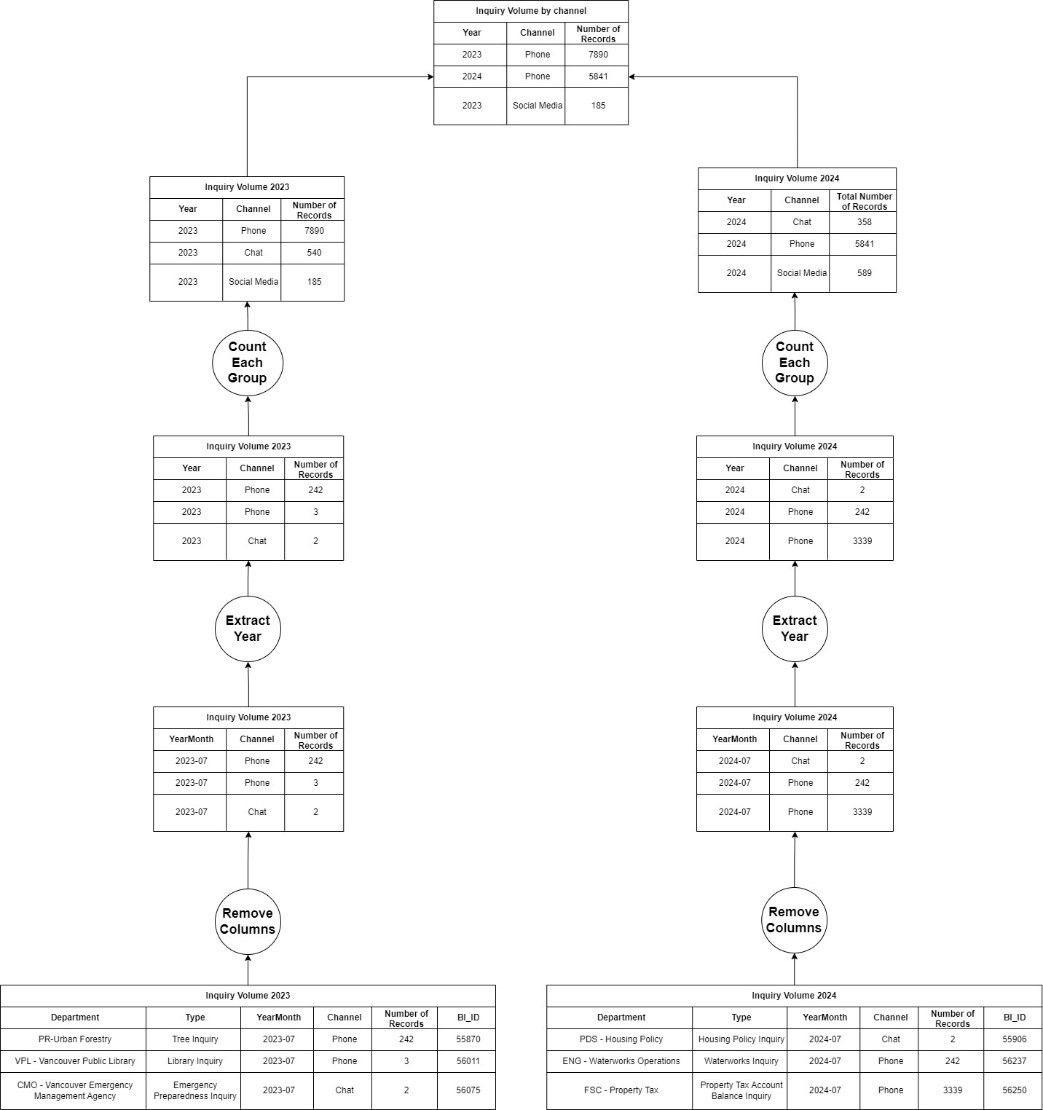 Inquiry Volume by channel
Year Channel Number of Records
2023 Phone 7890
2024 Phone 5841
2023 Social Media 185
Inquiry Volume 2023
Year Channel Number of Records
2023 Phone 7890
2023 Chat 540
2023 Social Media 185
Inquiry Volume 2024
Year Channel Total Number of Records
2024 Chat 358
2024 Phone 5841
2024 Social Media 589
Count
Each
Group
Count
Each
Group
Inquiry Volume 2023
Year Channel Number of Records
2023 Phone 242
2023 Phone 3
2023 Chat 2
Inquiry Volume 2024
Year Channel Number of Records
2024 Chat 2
2024 Phone 242
2024 Phone 3339
Extract
Year
Extract
Year
Inquiry Volume 2023
YearMonth Channel Number of Records
2023-07 Phone 242
2023-07 Phone 3
2023-07 Chat 2
Inquiry Volume 2024
YearMonth Channel Number of Records
2024-07 Chat 2
2024-07 Phone 242
2024-07 Phone 3339
Remove
Columns
Remove
Columns
Inquiry Volume 2023
Department Type YearMonth Channel Number of Records BI_ID
PR-Urban Forestry Tree Inquiry 2023-07 Phone 242 55870
VPL - Vancouver Public Library Library Inquiry 2023-07 Phone 3 56011
CMO - Vancouver Emergency Management Agency Emergency Preparedness Inquiry 2023-07 Chat 2 56075
Inquiry Volume 2024
Department Type YearMonth Channel Number of Records BI_ID
PDS - Housing Policy Housing Policy Inquiry 2024-07 Chat 2 55906
ENG - Waterworks Operations Waterworks Inquiry 2024-07 Phone 242 56237
FSC - Property Tax Property Tax Account Balance Inquiry 2024-07 Phone 3339 56250